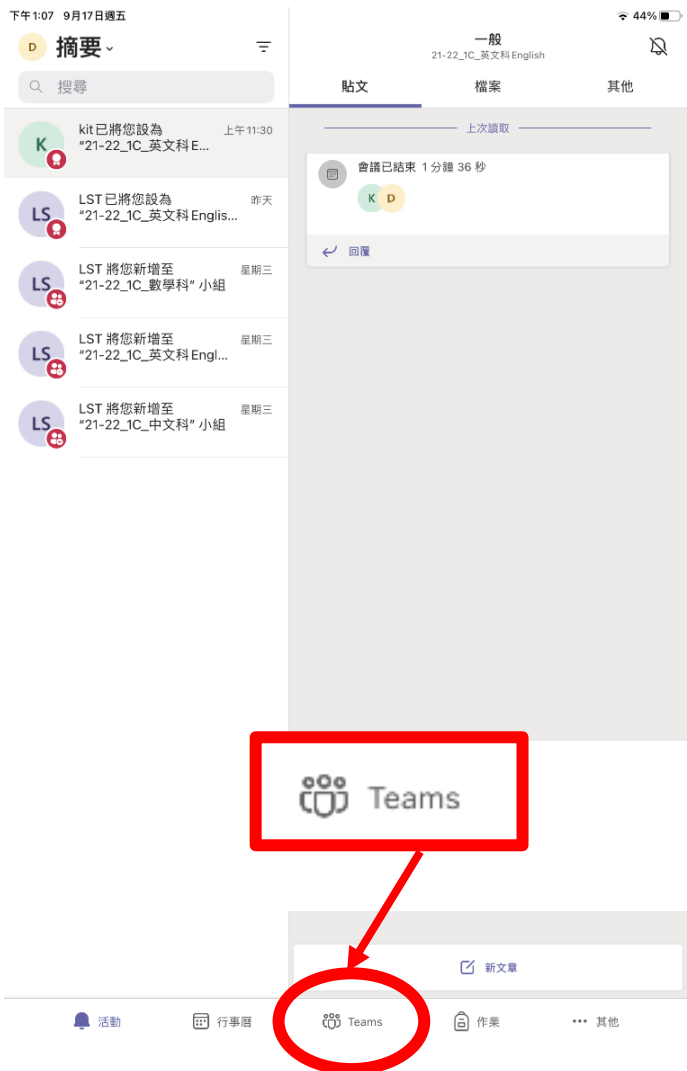 下午1:07 9月17日週五
44%
D 摘要
搜尋
K
kit已將您設為 上午11:30
“21-22_1C_英文科 E...
LS
LST已將您設為 昨天
“21-22_1C_英文科 Englis...
LS
LST 將您新增至 星期三
“21-22_1C_數學科” 小組
LS
LST 將您新增至 星期三
“21-22_1C_英文科 Engl...
LS
LST 將您新增至 星期三
“21-22_1C_中文科” 小組
一般
21-22_1C_英文科 English
貼文 檔案 其他
上次讀取
會議已結束 1 分鐘 36 秒
K D
回覆
Teams
新文章
活動 行事曆 Teams 作業 其他